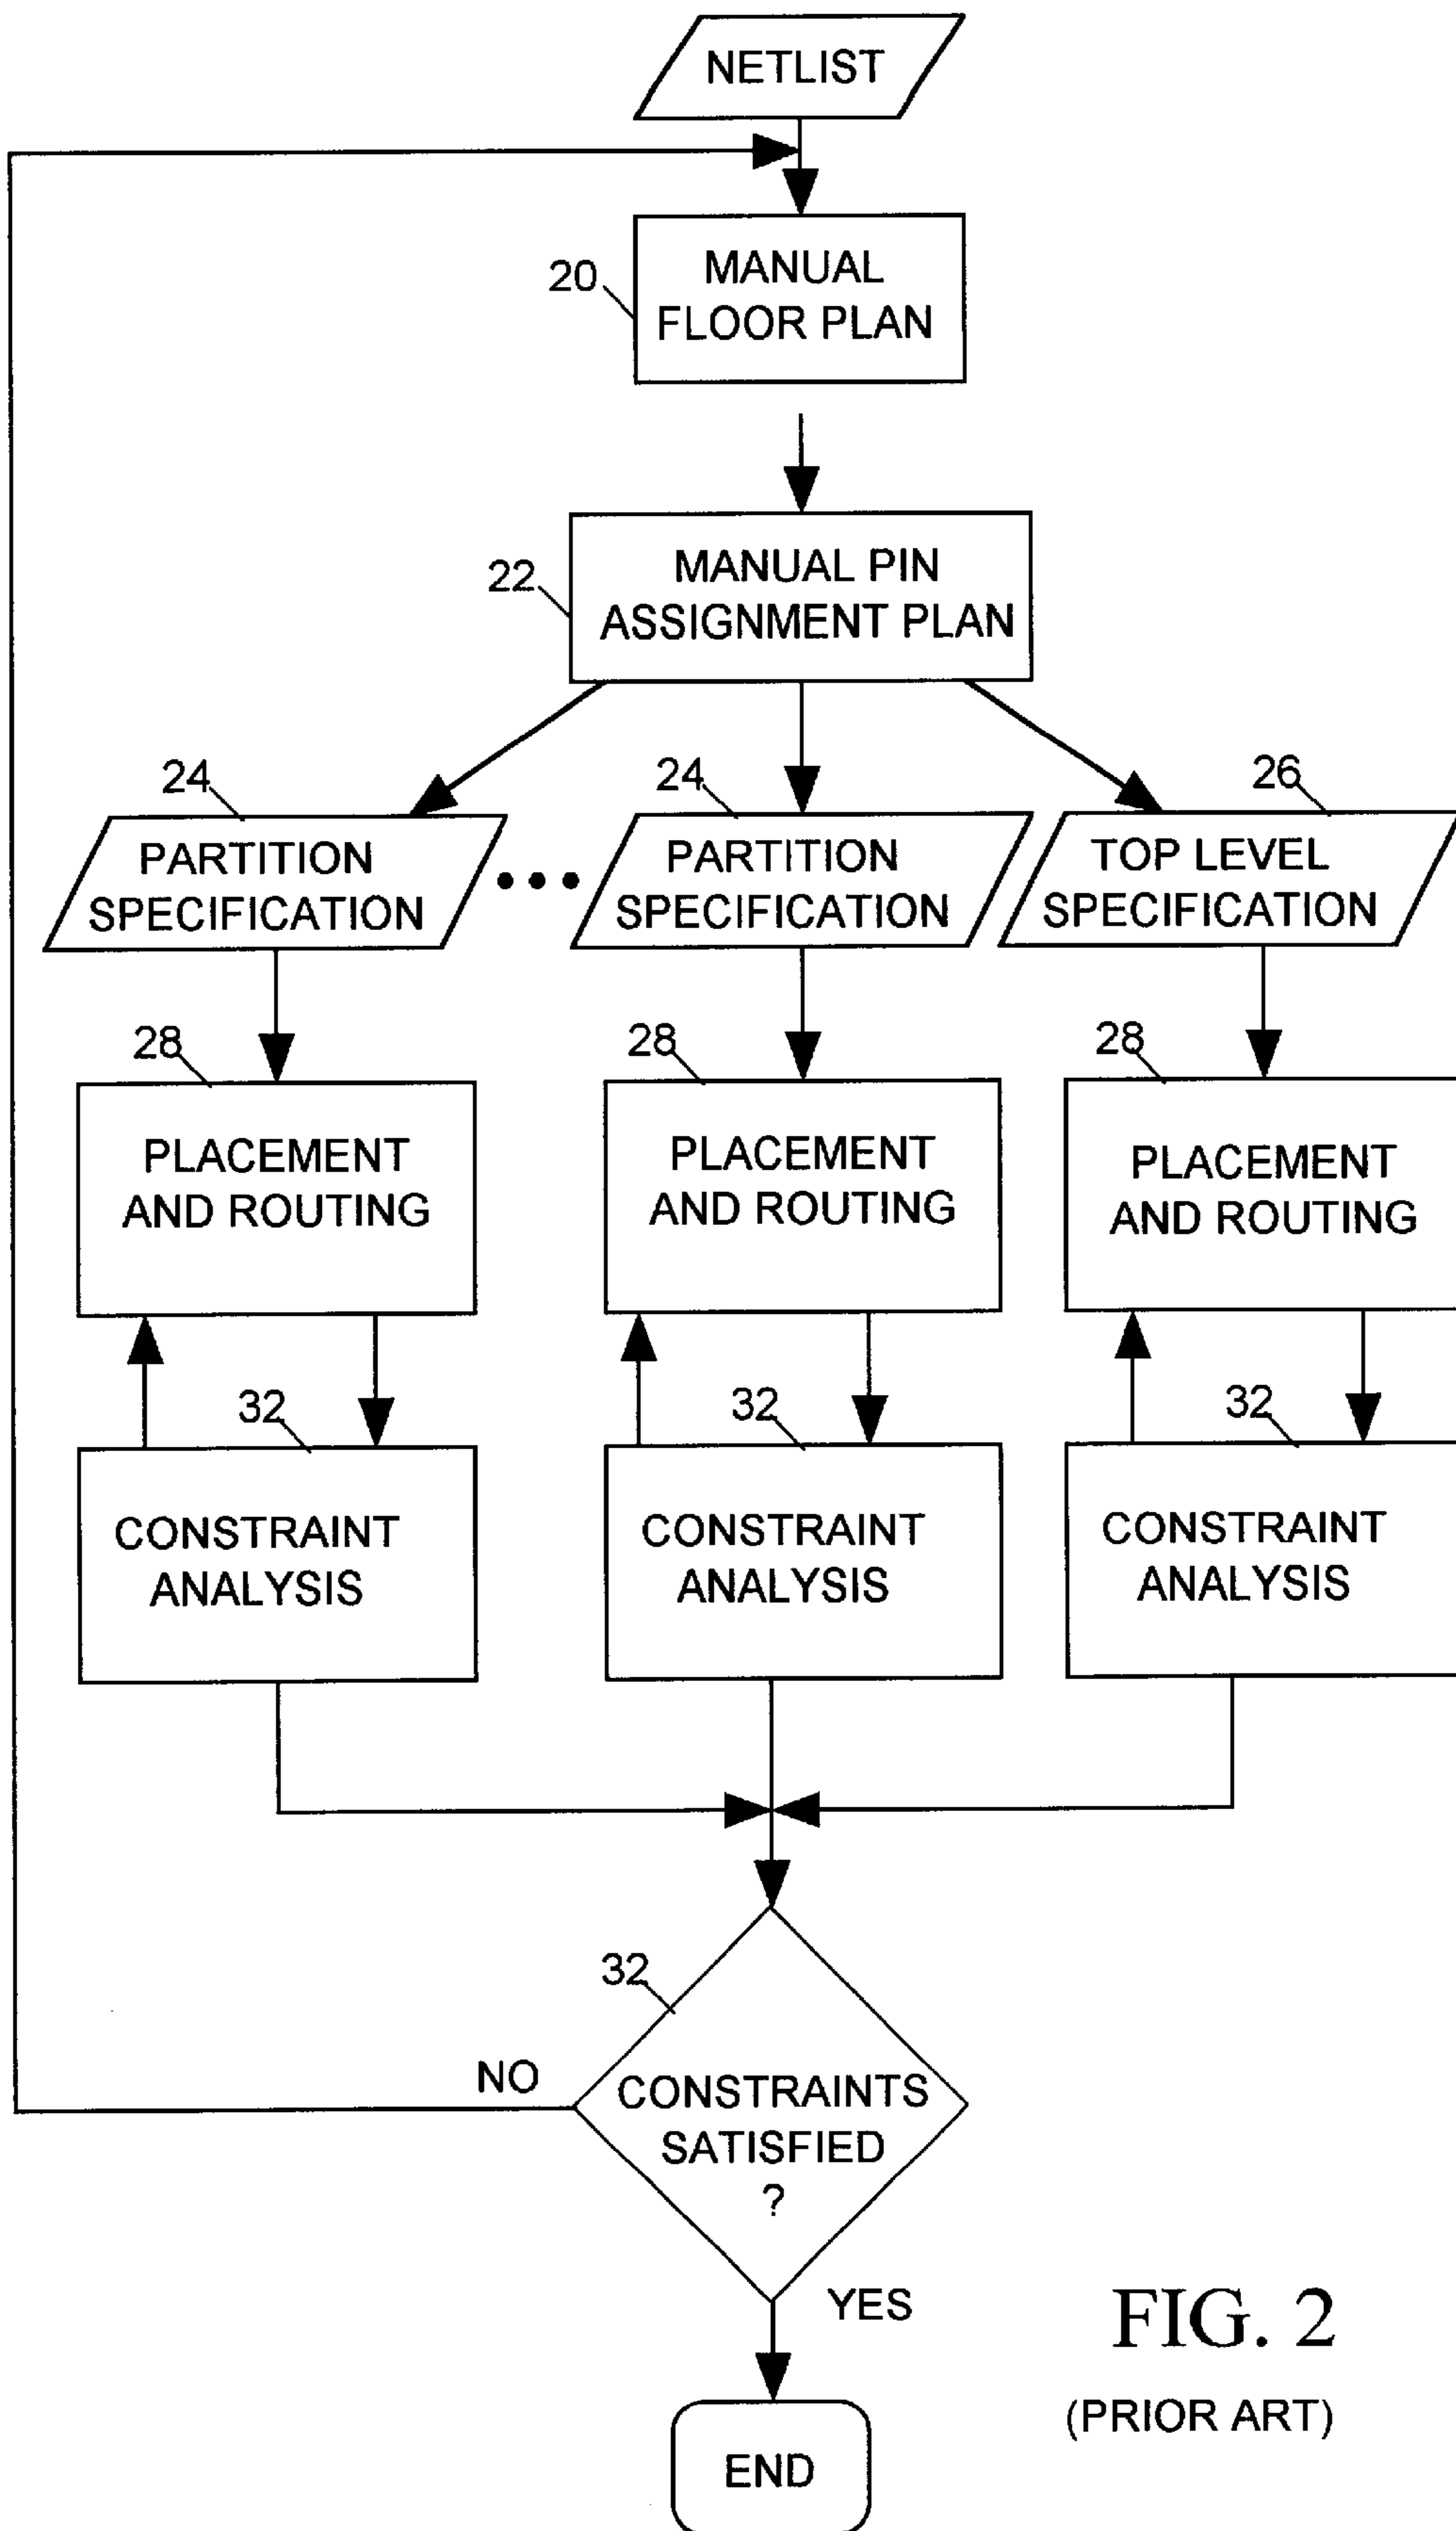 NETLIST
20
MANUAL
FLOOR PLAN
22
MANUAL PIN
ASSIGNMENT PLAN
24
PARTITION
SPECIFICATION
24
PARTITION
SPECIFICATION
26
TOP LEVEL
SPECIFICATION
28
PLACEMENT
AND ROUTING
28
PLACEMENT
AND ROUTING
28
PLACEMENT
AND ROUTING
32
CONSTRAINT
ANALYSIS
32
CONSTRAINT
ANALYSIS
32
CONSTRAINT
ANALYSIS
32
NO
CONSTRAINTS
SATISFIED
?
YES
END
FIG. 2
(PRIOR ART)